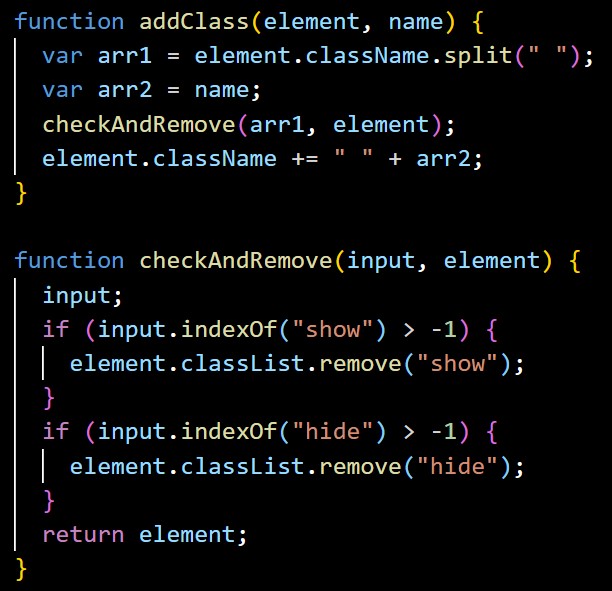 function addClass(element, name) {
  var arr1 = element.className.split(" ");
  var arr2 = name;
  checkAndRemove(arr1, element);
  element.className += " " + arr2;
}

function checkAndRemove(input, element) {
  input;
  if (input.indexOf("show") > -1) {
    element.classList.remove("show");
  }
  if (input.indexOf("hide") > -1) {
    element.classList.remove("hide");
  }
  return element;
}